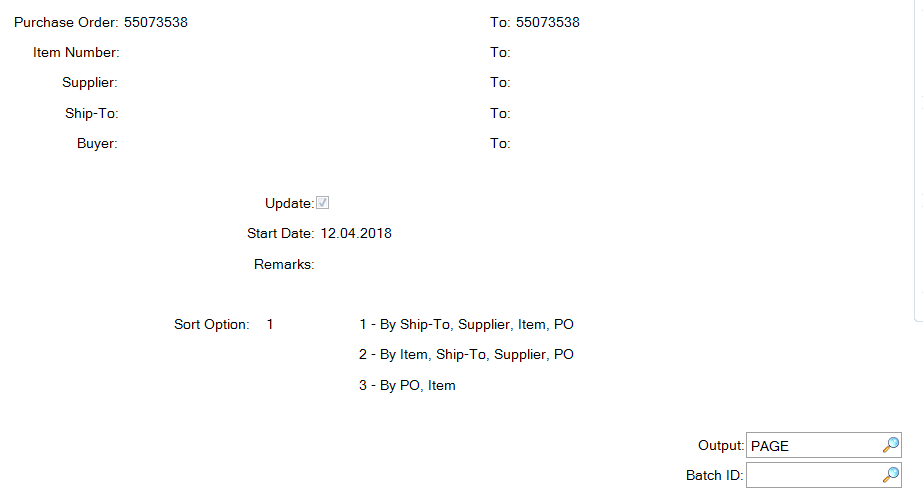 Purchase Order: 55073538 To: 55073538
Item Number: To:
Supplier: To:
Ship-To: To:
Buyer: To:
Update:
Start Date: 12.04.2018
Remarks:
Sort Option: 1 1 - By Ship-To, Supplier, Item, PO
2 - By Item, Ship-To, Supplier, PO
3 - By PO, Item
Output: PAGE
Batch ID: